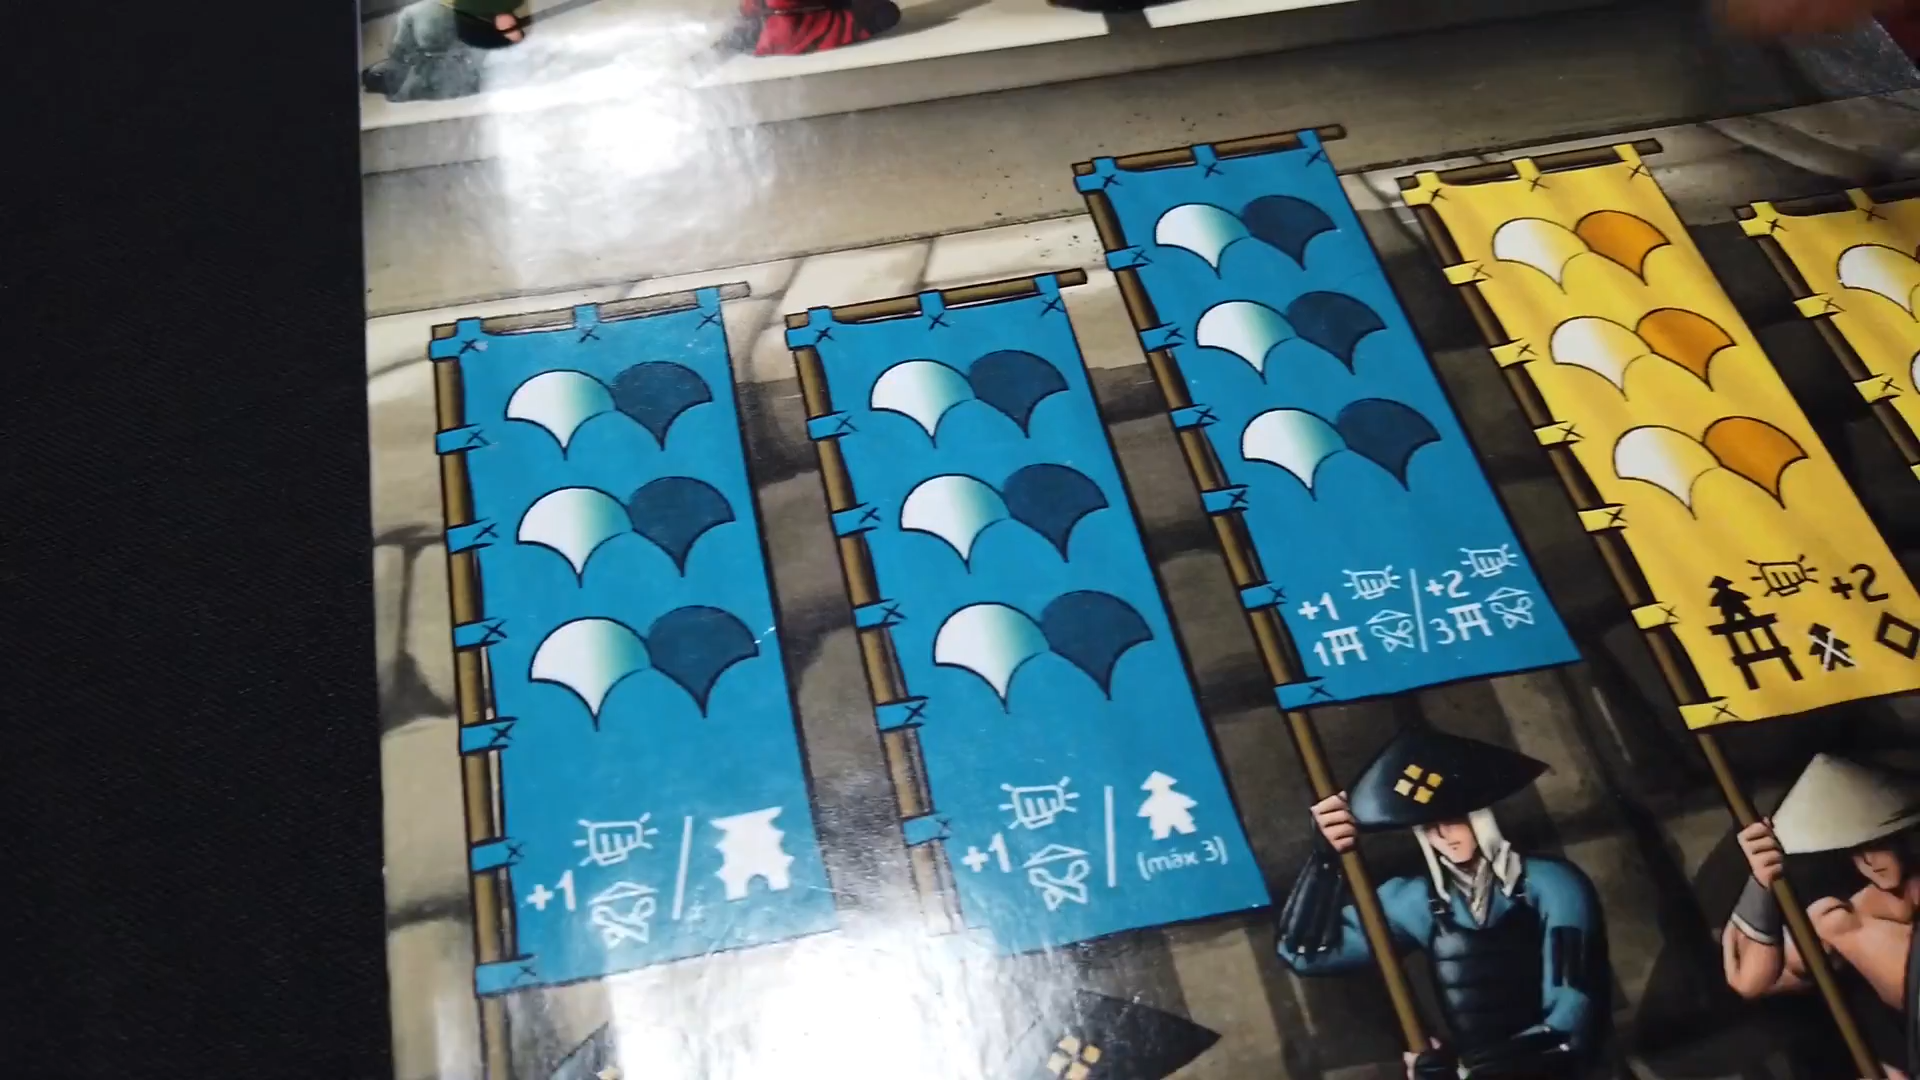 +1 /
+1 / (máx 3)
+1 / +2
1 3
+2